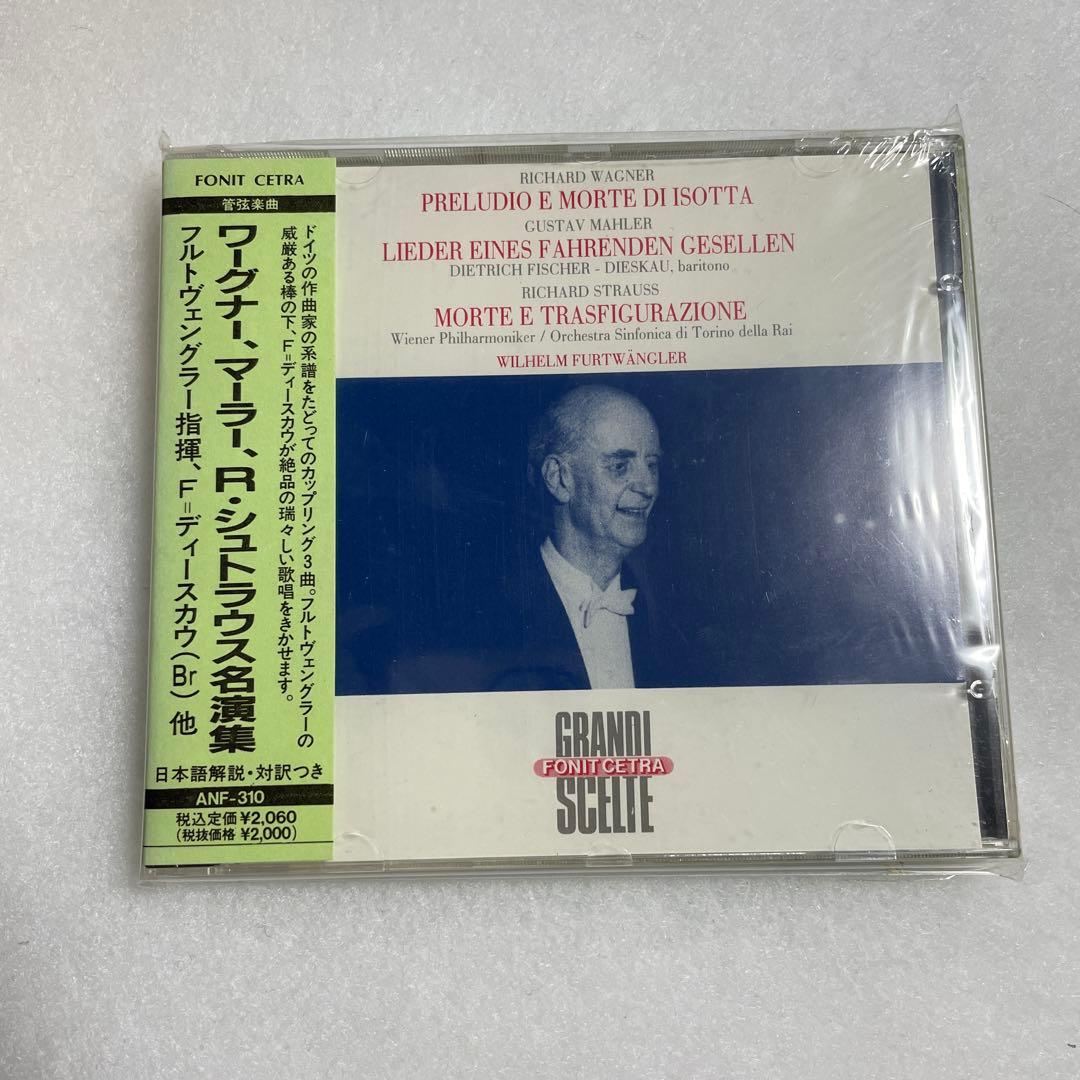 FONIT CETRA
管弦楽曲
ドイツの作曲家の系譜をたどってのカップリング3曲。フルトヴェングラーの
威厳ある棒の下、F=ディースカウが絶品の瑞々しい歌唱をきかせます。
ワーグナー、マーラー、R・シュトラウス名演集
フルトヴェングラー指揮、F=ディースカウ(Br)他
日本語解説・対訳つき
ANF-310
税込定価¥2,060
(税抜価格 ¥2,000)
RICHARD WAGNER
PRELUDIO E MORTE DI ISOTTA
GUSTAV MAHLER
LIEDER EINES FAHRENDEN GESELLEN
DIETRICH FISCHER - DIESKAU, baritono
RICHARD STRAUSS
MORTE E TRASFIGURAZIONE
Wiener Philharmoniker / Orchestra Sinfonica di Torino della Rai
WILHELM FURTWÄNGLER
GRANDI
FONIT CETRA
SCELTE